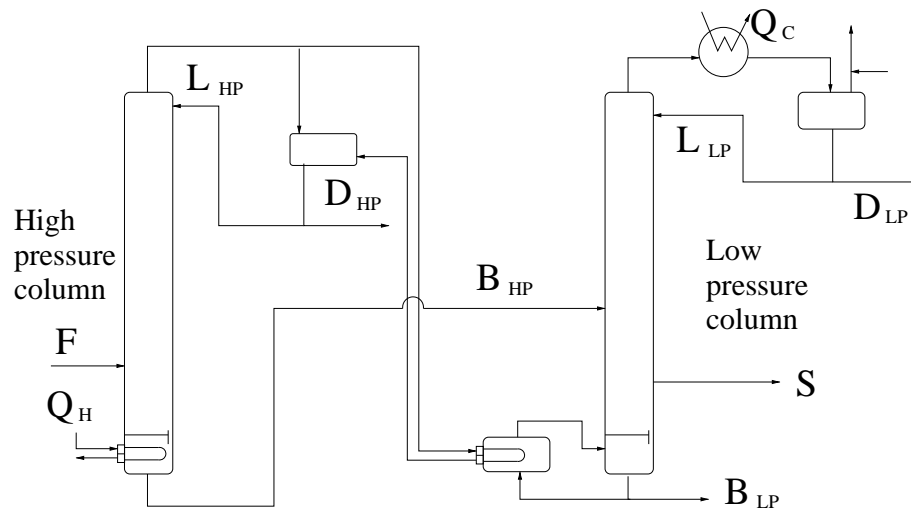 Q C
L HP
L LP
D HP
D LP
High
pressure
column
Low
pressure
column
B HP
F
S
Q H
B LP